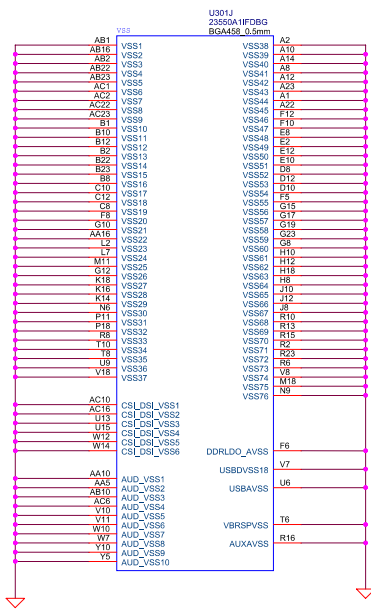 U301J
23550A1IFDBG
BGA458_0.5mm
VSS
AB1 VSS1
AB16 VSS2
AB2 VSS3
AB22 VSS4
AB23 VSS5
AC1 VSS6
AC2 VSS7
AC22 VSS8
AC23 VSS9
B1 VSS10
B10 VSS11
B12 VSS12
B2 VSS13
B22 VSS14
B23 VSS15
B8 VSS16
C10 VSS17
C12 VSS18
C8 VSS19
F8 VSS20
G10 VSS21
AA16 VSS22
L2 VSS23
L7 VSS24
M11 VSS25
G12 VSS26
K18 VSS27
K16 VSS28
K14 VSS29
N6 VSS30
P11 VSS31
P18 VSS32
R8 VSS33
T10 VSS34
T8 VSS35
U9 VSS36
V18 VSS37
AC10 CSI_DSI_VSS1
AC16 CSI_DSI_VSS2
U13 CSI_DSI_VSS3
U15 CSI_DSI_VSS4
W12 CSI_DSI_VSS5
W14 CSI_DSI_VSS6
AA10 AUD_VSS1
AA5 AUD_VSS2
AB10 AUD_VSS3
AC6 AUD_VSS4
V10 AUD_VSS5
V11 AUD_VSS6
W10 AUD_VSS7
W7 AUD_VSS8
Y10 AUD_VSS9
Y5 AUD_VSS10
VSS38 A2
VSS39 A10
VSS40 A14
VSS41 A8
VSS42 A12
VSS43 A23
VSS44 A1
VSS45 A22
VSS46 F12
VSS47 F10
VSS48 E8
VSS49 E2
VSS50 E12
VSS51 E10
VSS52 D8
VSS53 D12
VSS54 D10
VSS55 F5
VSS56 G15
VSS57 G17
VSS58 G19
VSS59 G23
VSS60 G8
VSS61 H10
VSS62 H12
VSS63 H18
VSS64 H8
VSS65 J10
VSS66 J12
VSS67 J8
VSS68 R10
VSS69 R13
VSS70 R15
VSS71 R2
VSS72 R23
VSS73 R6
VSS74 V8
VSS75 M18
VSS76 N9
DDRLDO_AVSS F6
USBDVSS18 V7
USBAVSS U6
VBRSPVSS T6
AUXAVSS R16